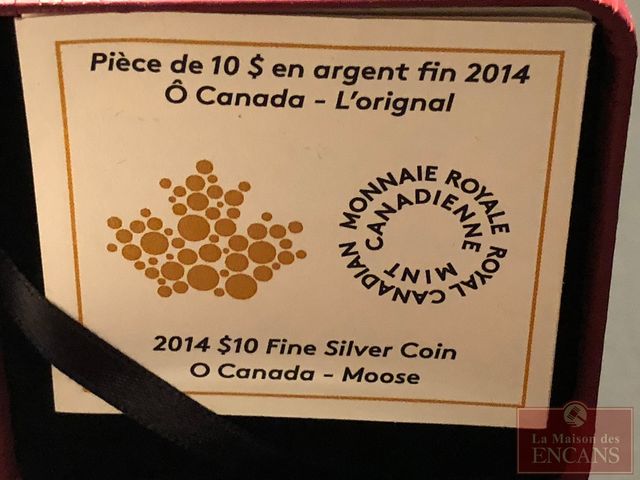 Pièce de 10 $ en argent fin 2014
Ô Canada – L'orignal
MONNAIE ROYALE CANADIENNE
ROYAL CANADIAN MINT
2014 $10 Fine Silver Coin
O Canada – Moose
La Maison des
ENCANS